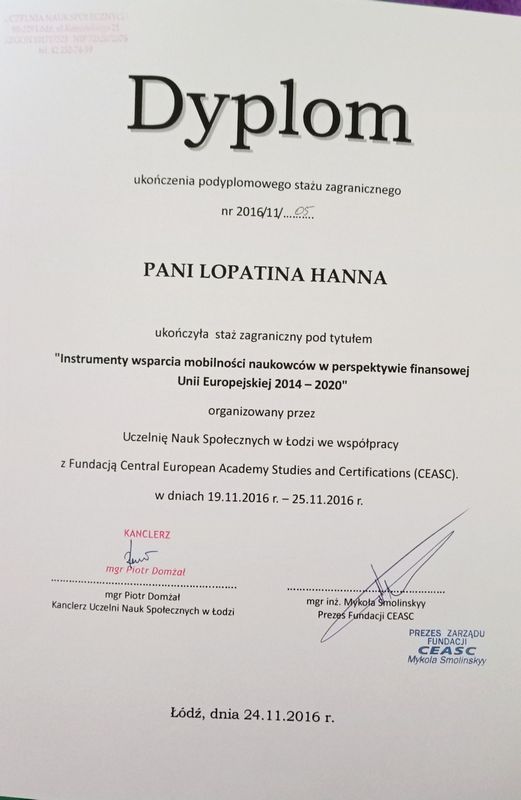 UCZELNIA NAUK SPOŁECZNYCH
Dyplom
ukończenia podyplomowego stażu zagranicznego
nr 2016/11/....05....
PANI LOPATINA HANNA
ukończyła staż zagraniczny pod tytułem
"Instrumenty wsparcia mobilności naukowców w perspektywie finansowej
Unii Europejskiej 2014 – 2020"
organizowany przez
Uczelnię Nauk Społecznych w Łodzi we współpracy
z Fundacją Central European Academy Studies and Certifications (CEASC).
w dniach 19.11.2016 r. – 25.11.2016 r.
KANCLERZ
mgr Piotr Domżał
mgr Piotr Domżał
Kanclerz Uczelni Nauk Społecznych w Łodzi
mgr inż. Mykoła Smolinskyy
Prezes Fundacji CEASC
PREZES ZARZĄDU
FUNDACJI
CEASC
Mykola Smolinskyy
Łódź, dnia 24.11.2016 r.